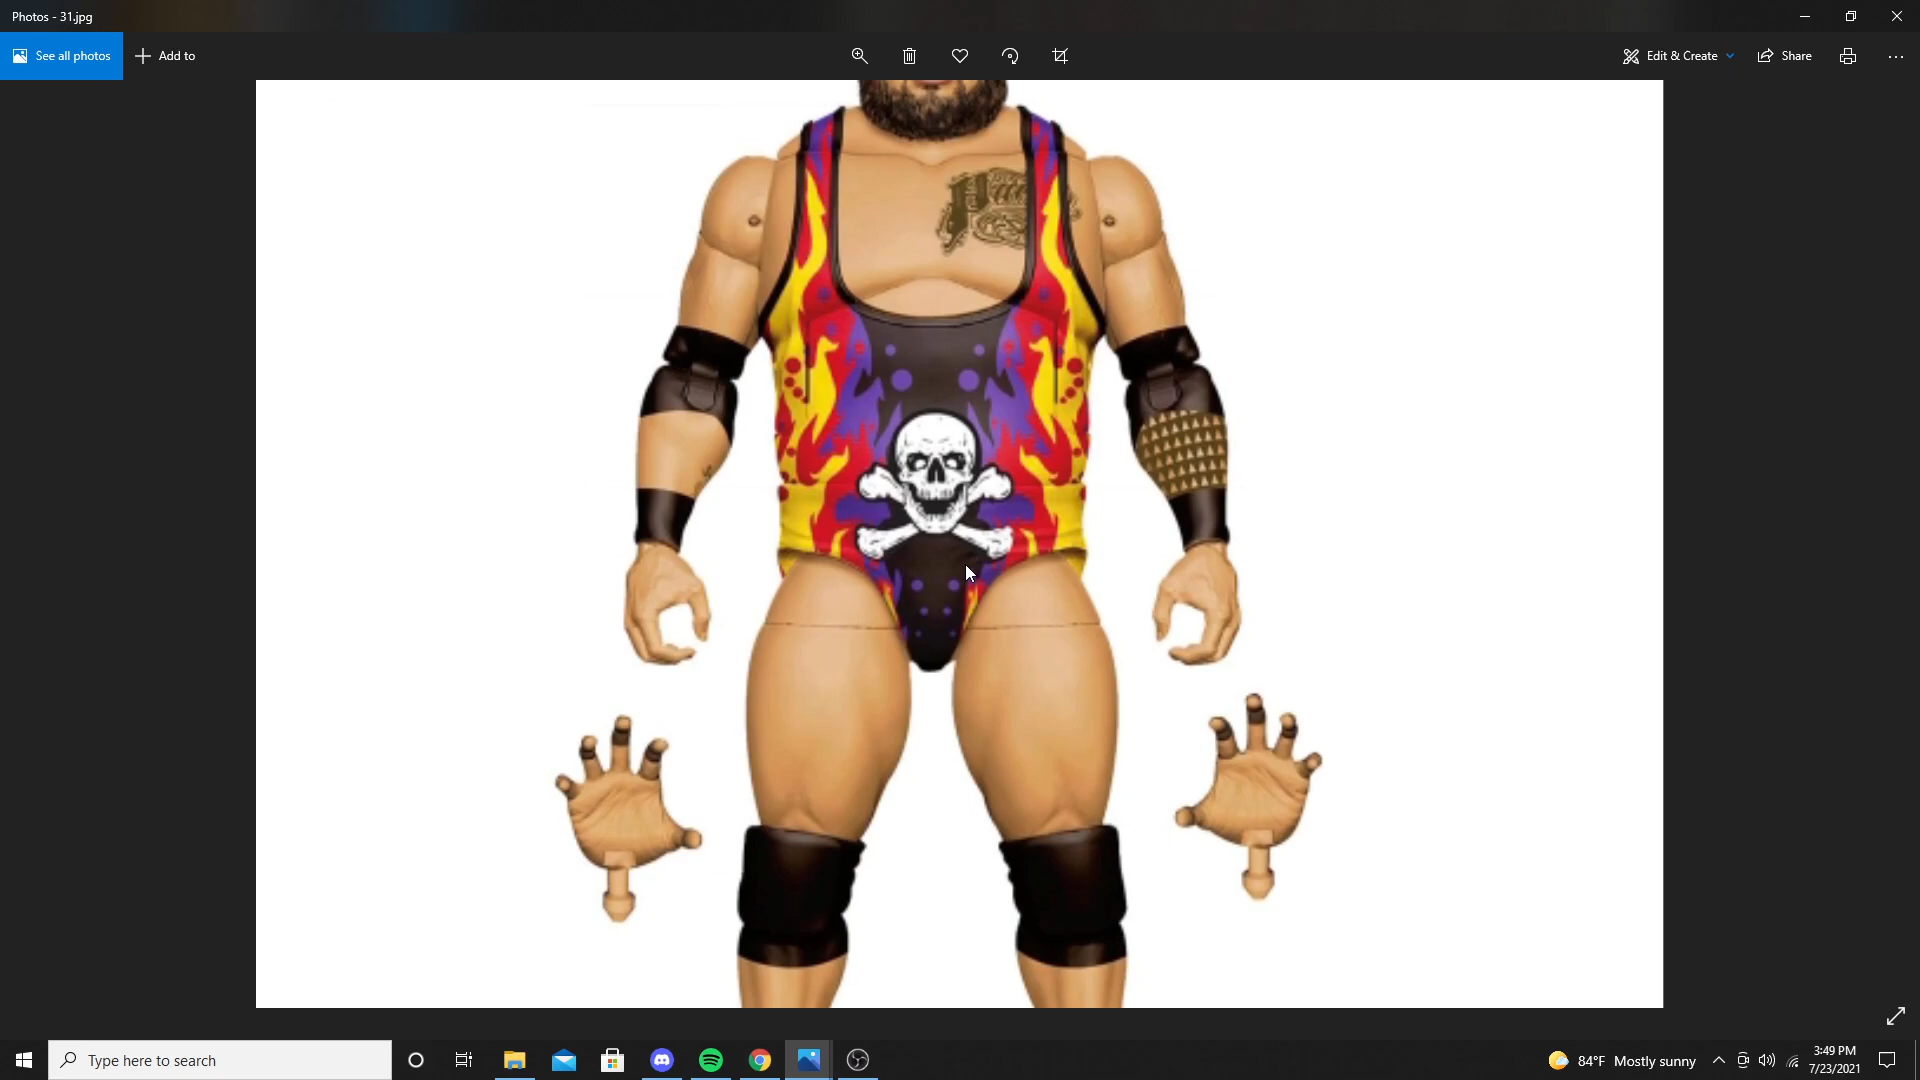 Photos - 31.jpg
See all photos
Add to
Edit & Create
Share
Type here to search
84°F Mostly sunny
3:49 PM
7/23/2021